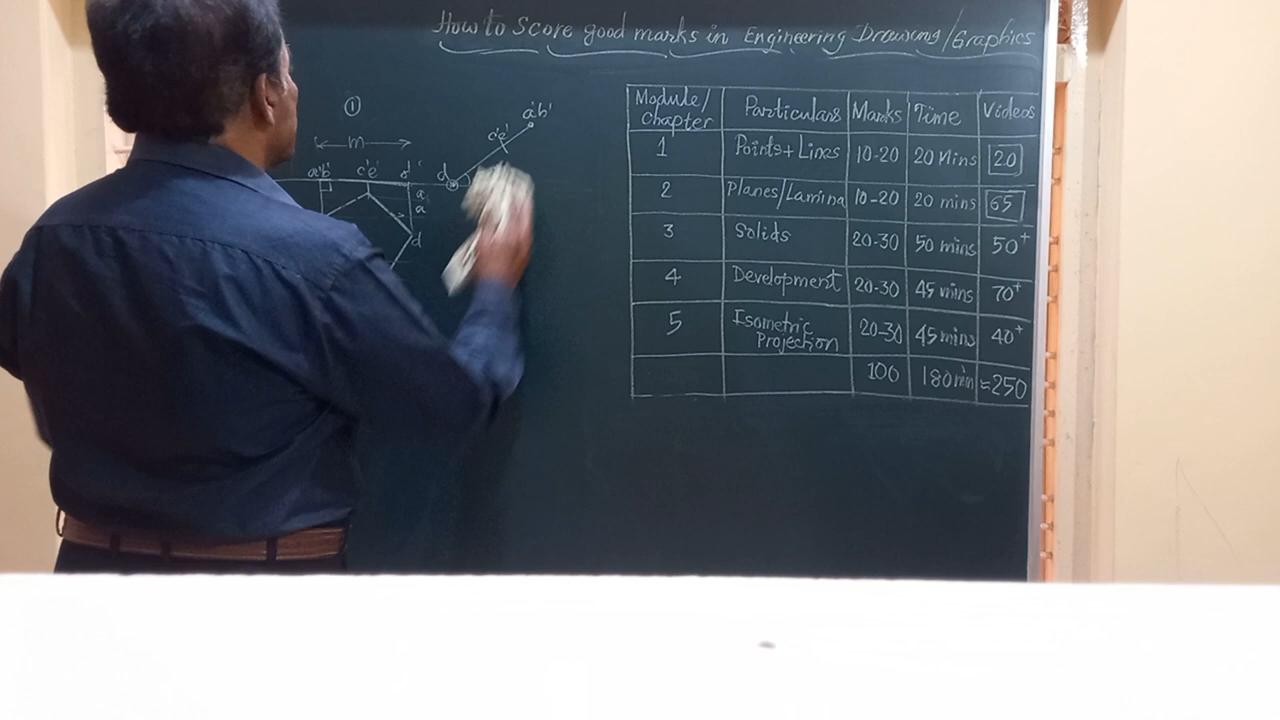 How to Score good marks in Engineering Drawing/Graphics
①
m
a'b' c'e' d'
a
a
d
d'
c'e'
a'b'
Module/ Chapter Particulars Marks Time Videos
1 Points+Lines 10-20 20 Mins 20
2 Planes/Lamina 10-20 20 mins 65
3 Solids 20-30 50 mins 50+
4 Development 20-30 45 mins 70+
5 Isometric Projection 20-30 45 mins 40+
100 180 min ≈250